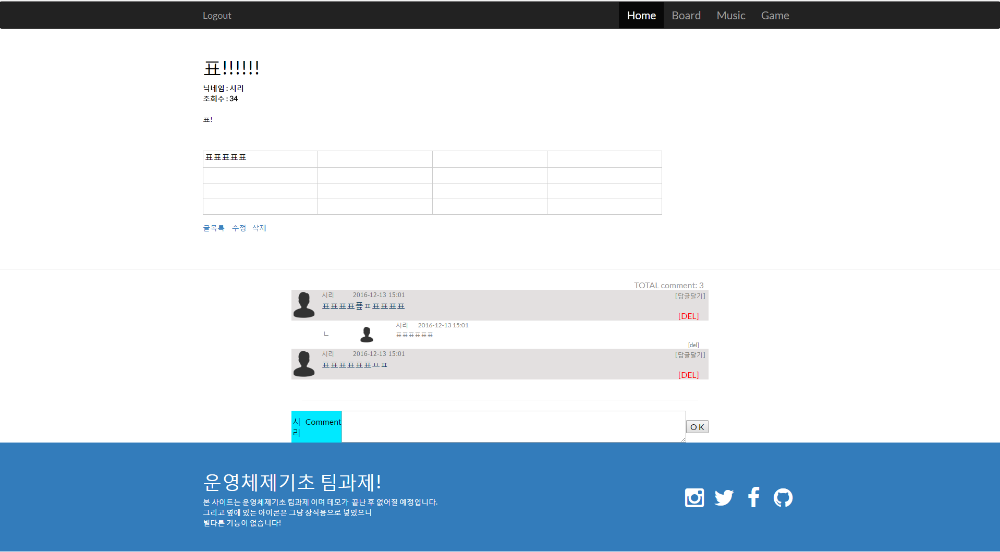 Logout Home Board Music Game
표!!!!!!
닉네임 : 시리
조회수 : 34
표!
표표표표표
글목록 수정 삭제
TOTAL comment: 3
시리 2016-12-13 15:01 [답글달기]
표표표표푶ㅍ표표표표
[DEL]
시리 2016-12-13 15:01
ㄴ 표표표표표표
[del]
시리 2016-12-13 15:01 [답글달기]
표표표표표표ㅛㅍ
[DEL]
시리 Comment O K
운영체제기초 팀과제!
본 사이트는 운영체제기초 팀과제 이며 데모가 끝난 후 없어질 예정입니다.
그리고 옆에 있는 아이콘은 그냥 장식용으로 넣었으니
별다른 기능이 없습니다!